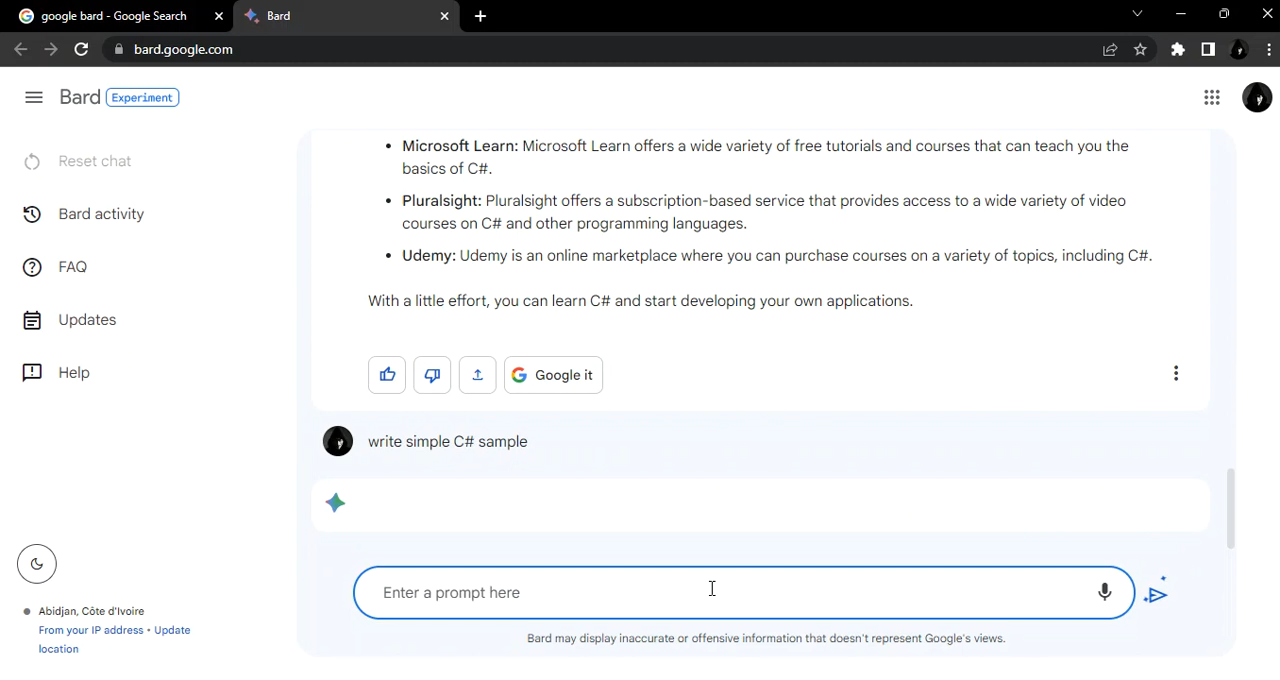 google bard - Google Search
Bard
bard.google.com
Bard Experiment
Reset chat
Bard activity
FAQ
Updates
Help
Abidjan, Côte d'Ivoire
From your IP address • Update
location
• Microsoft Learn: Microsoft Learn offers a wide variety of free tutorials and courses that can teach you the
basics of C#.
• Pluralsight: Pluralsight offers a subscription-based service that provides access to a wide variety of video
courses on C# and other programming languages.
• Udemy: Udemy is an online marketplace where you can purchase courses on a variety of topics, including C#.
With a little effort, you can learn C# and start developing your own applications.
Google it
write simple C# sample
Enter a prompt here
Bard may display inaccurate or offensive information that doesn't represent Google's views.